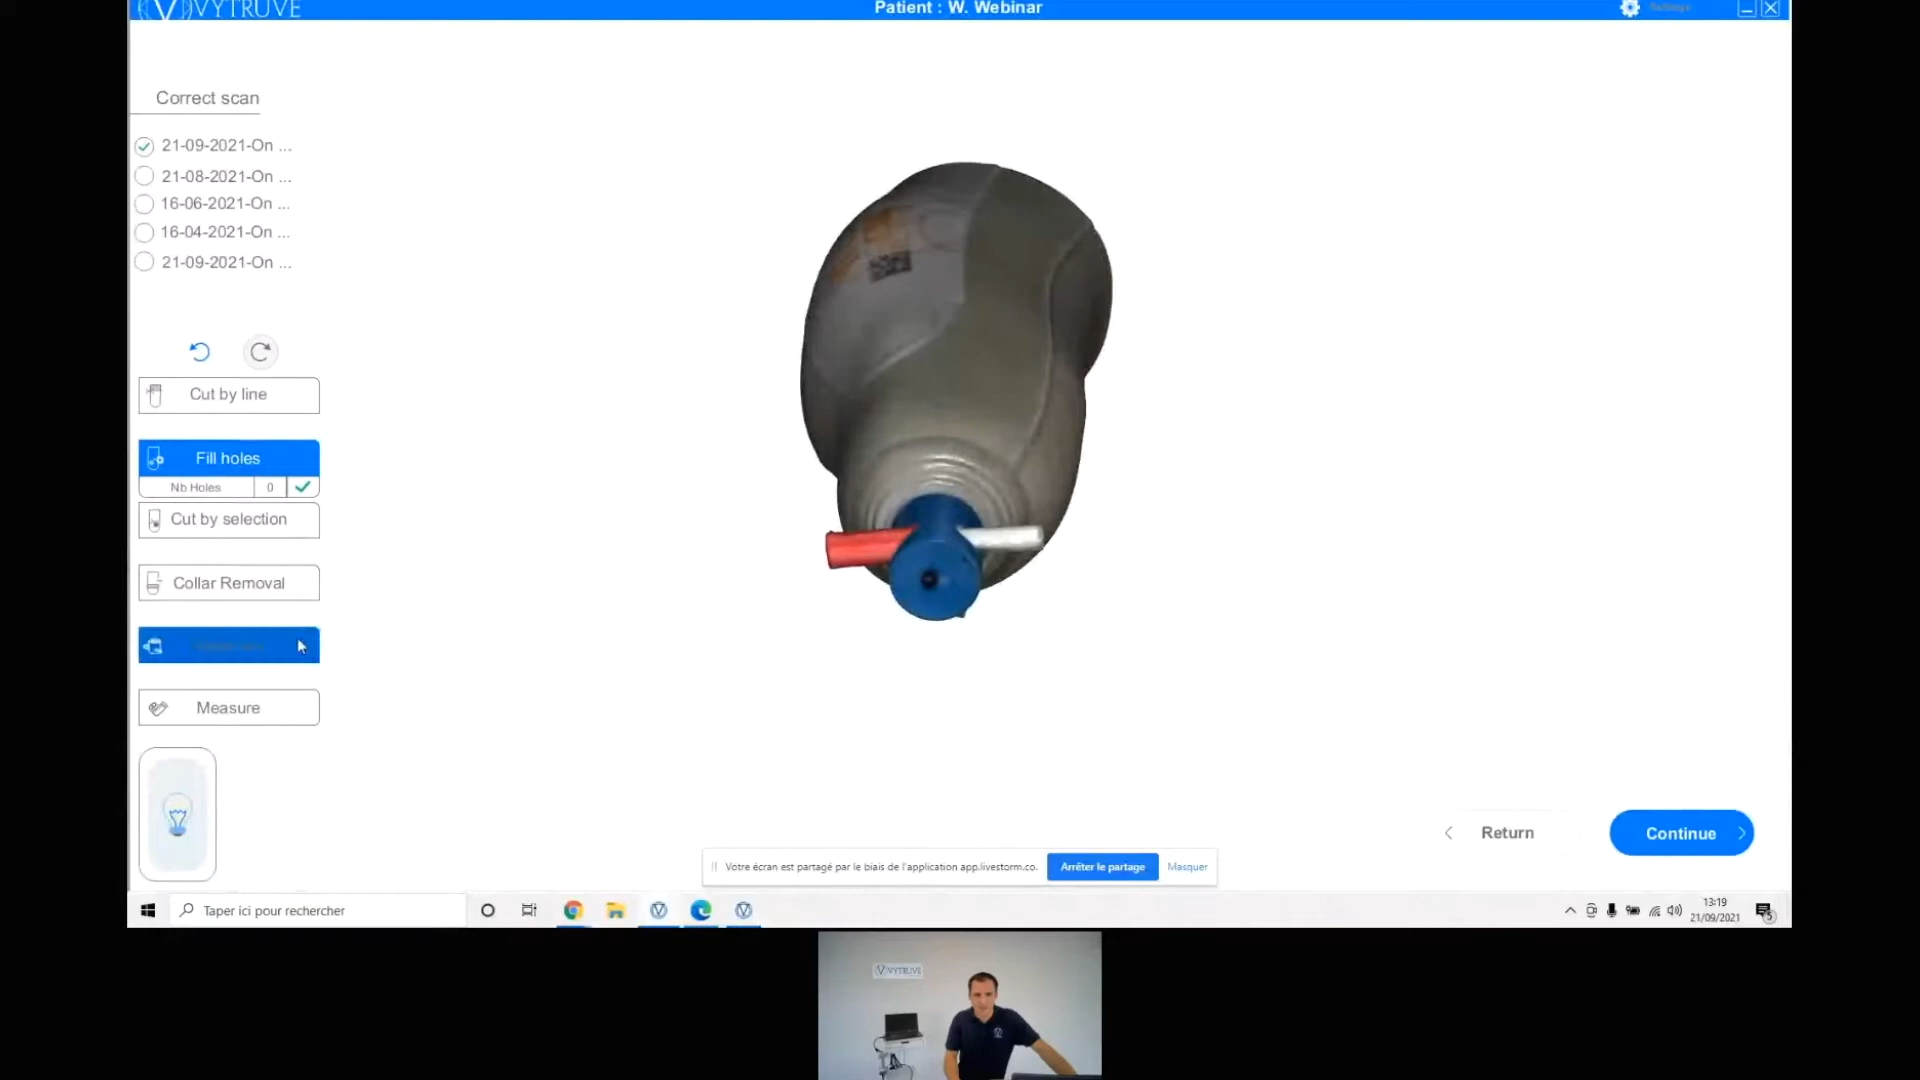 VYTRUVE
Patient : W. Webinar
Correct scan
21-09-2021-On ...
21-08-2021-On ...
16-06-2021-On ...
16-04-2021-On ...
21-09-2021-On ...
Cut by line
Fill holes
Nb Holes 0
Cut by selection
Collar Removal
Measure
Return
Continue
Votre écran est partagé par le biais de l'application app.livestorm.co.
Arrêter le partage
Masquer
Taper ici pour rechercher
13:19
21/09/2021
5
VYTRUVE